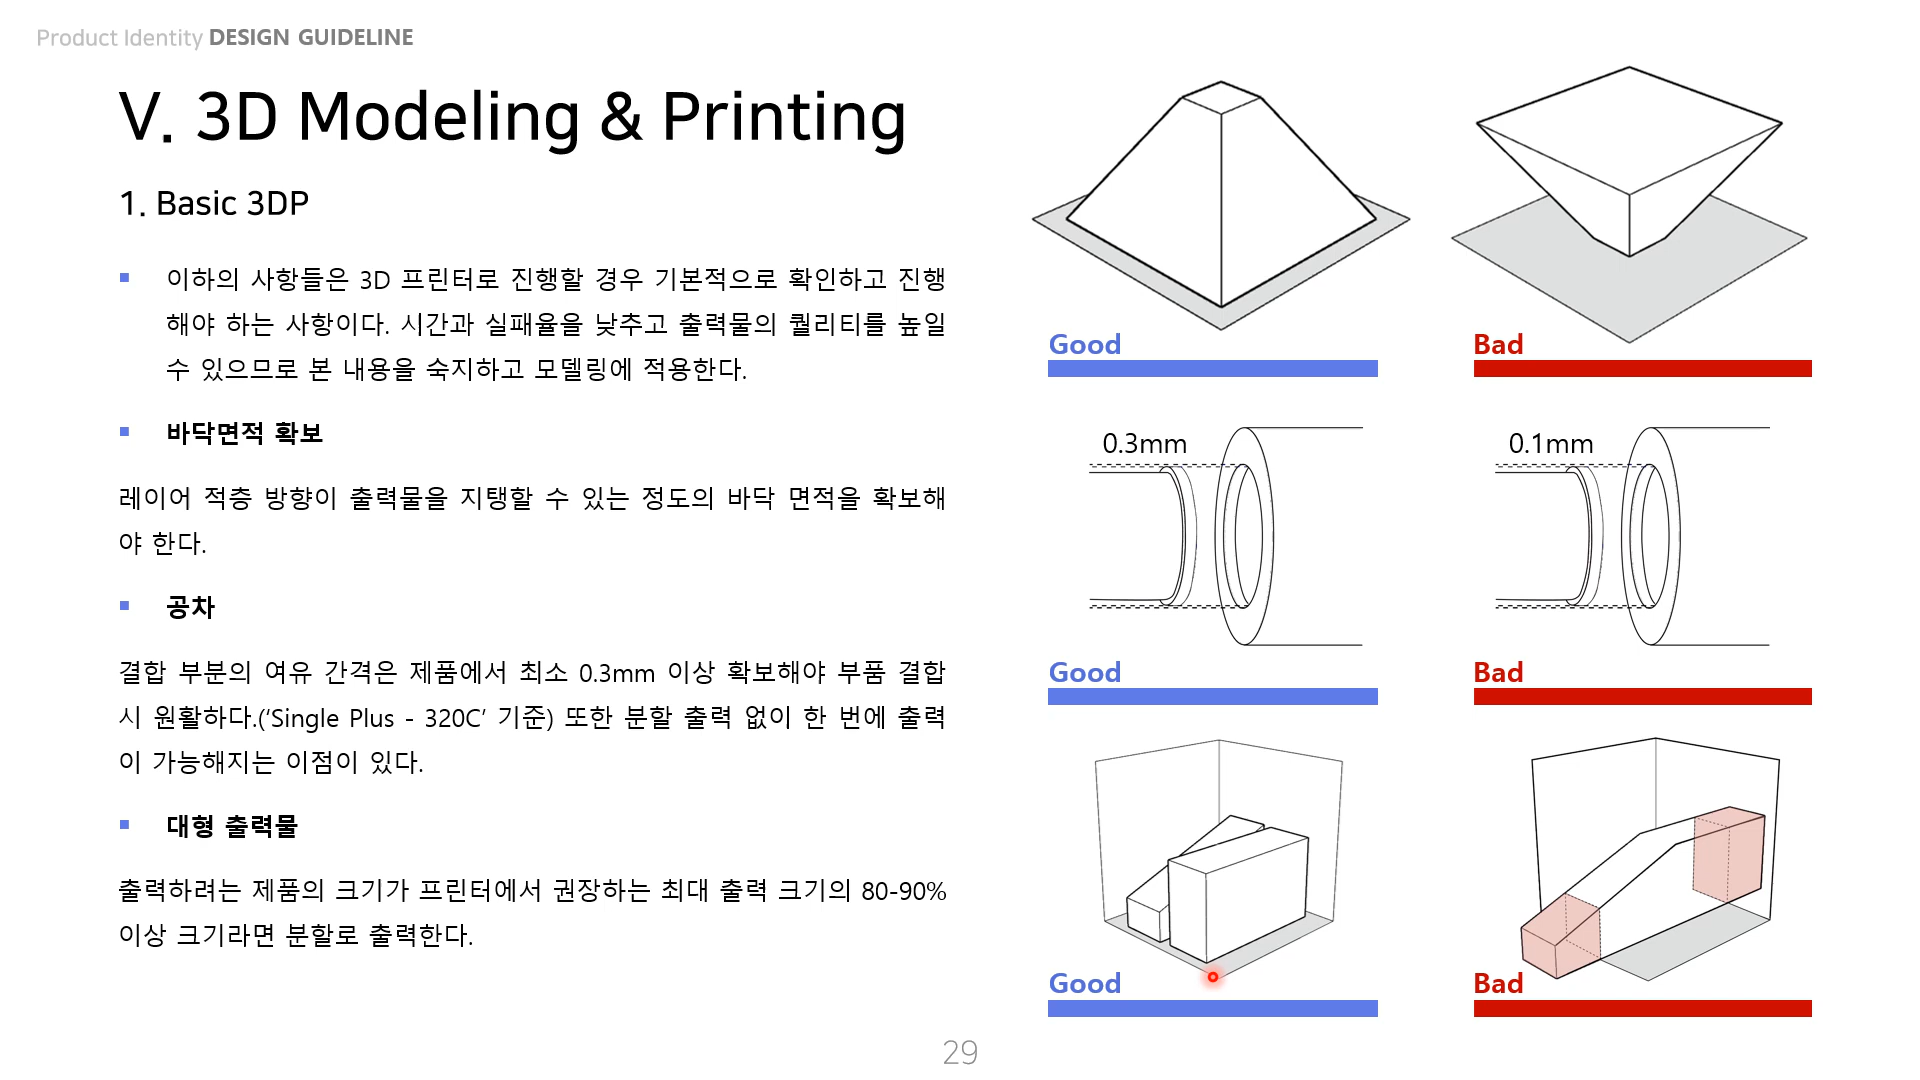 Product Identity DESIGN GUIDELINE
V. 3D Modeling & Printing
1. Basic 3DP
이하의 사항들은 3D 프린터로 진행할 경우 기본적으로 확인하고 진행
해야 하는 사항이다. 시간과 실패율을 낮추고 출력물의 퀄리티를 높일
수 있으므로 본 내용을 숙지하고 모델링에 적용한다.
바닥면적 확보
레이어 적층 방향이 출력물을 지탱할 수 있는 정도의 바닥 면적을 확보해
야 한다.
공차
결합 부분의 여유 간격은 제품에서 최소 0.3mm 이상 확보해야 부품 결합
시 원활하다.(‘Single Plus - 320C’ 기준) 또한 분할 출력 없이 한 번에 출력
이 가능해지는 이점이 있다.
대형 출력물
출력하려는 제품의 크기가 프린터에서 권장하는 최대 출력 크기의 80-90%
이상 크기라면 분할로 출력한다.
Good
Bad
0.3mm
0.1mm
Good
Bad
Good
Bad
29